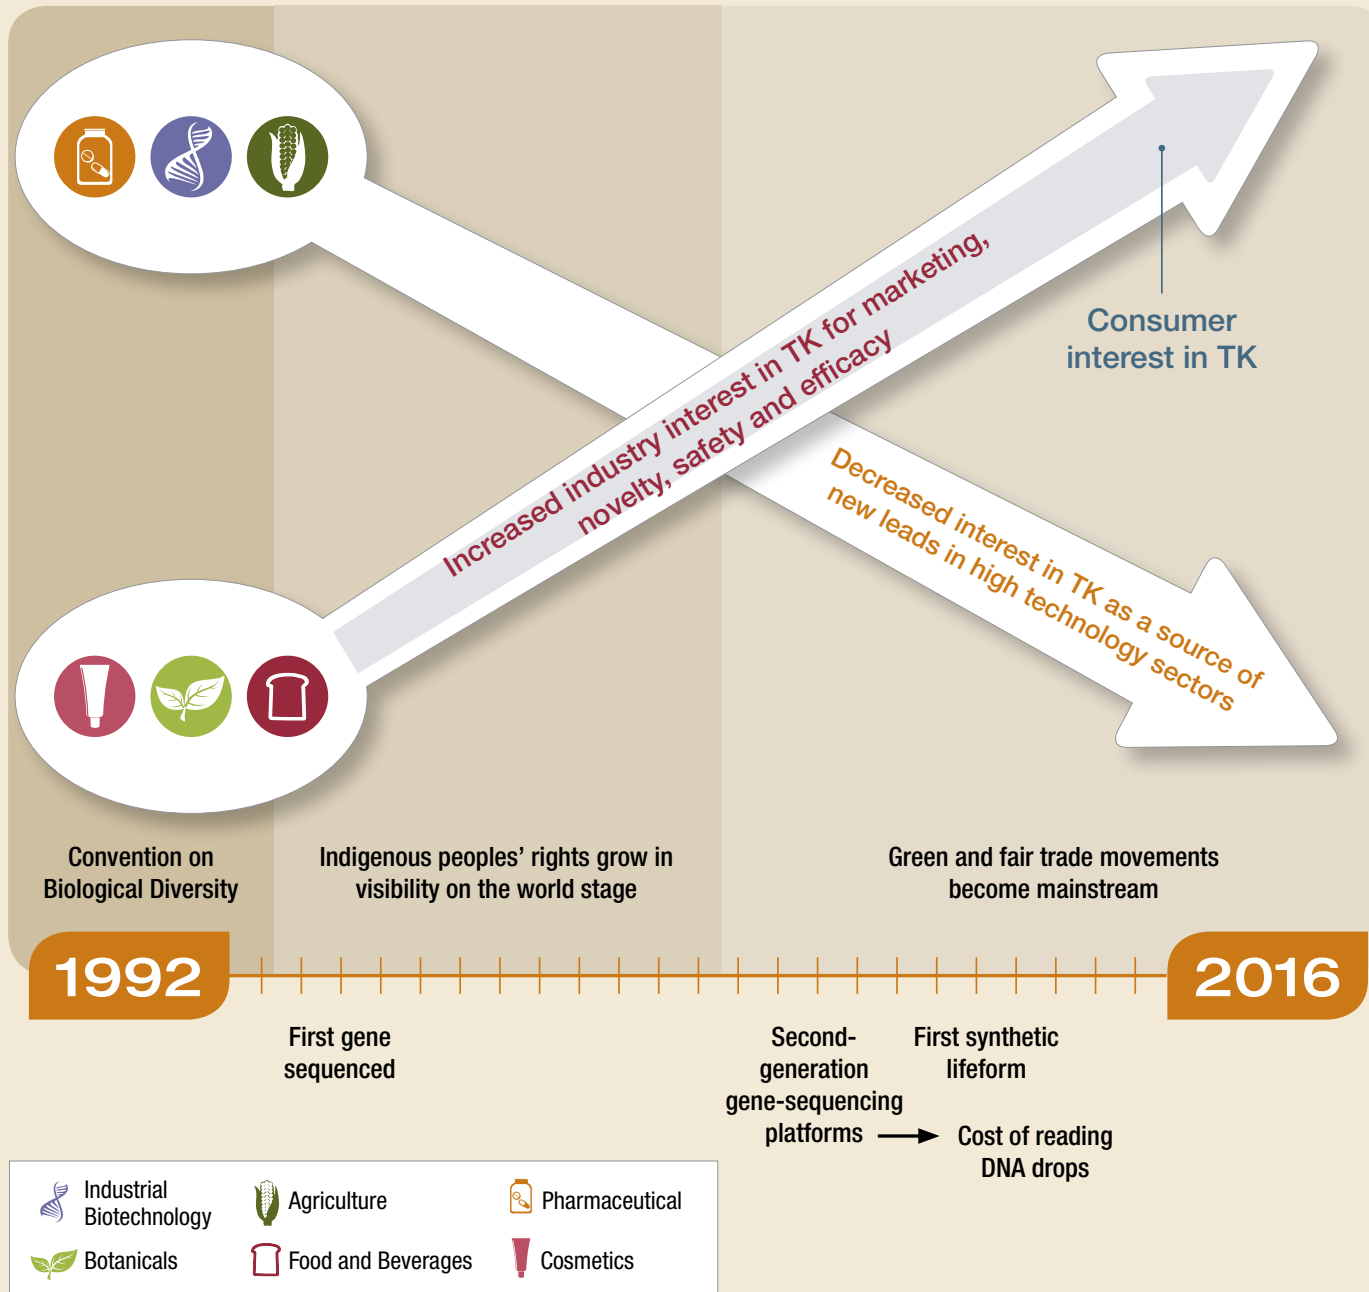 Increased industry interest in TK for marketing,
novelty, safety and efficacy
Consumer
interest in TK
Decreased interest in TK as a source of
new leads in high technology sectors
Convention on
Biological Diversity
Indigenous peoples’ rights grow in
visibility on the world stage
Green and fair trade movements
become mainstream
1992
2016
First gene
sequenced
Second-
generation
gene-sequencing
platforms
First synthetic
lifeform
Cost of reading
DNA drops
Industrial
Biotechnology
Agriculture
Pharmaceutical
Botanicals
Food and Beverages
Cosmetics